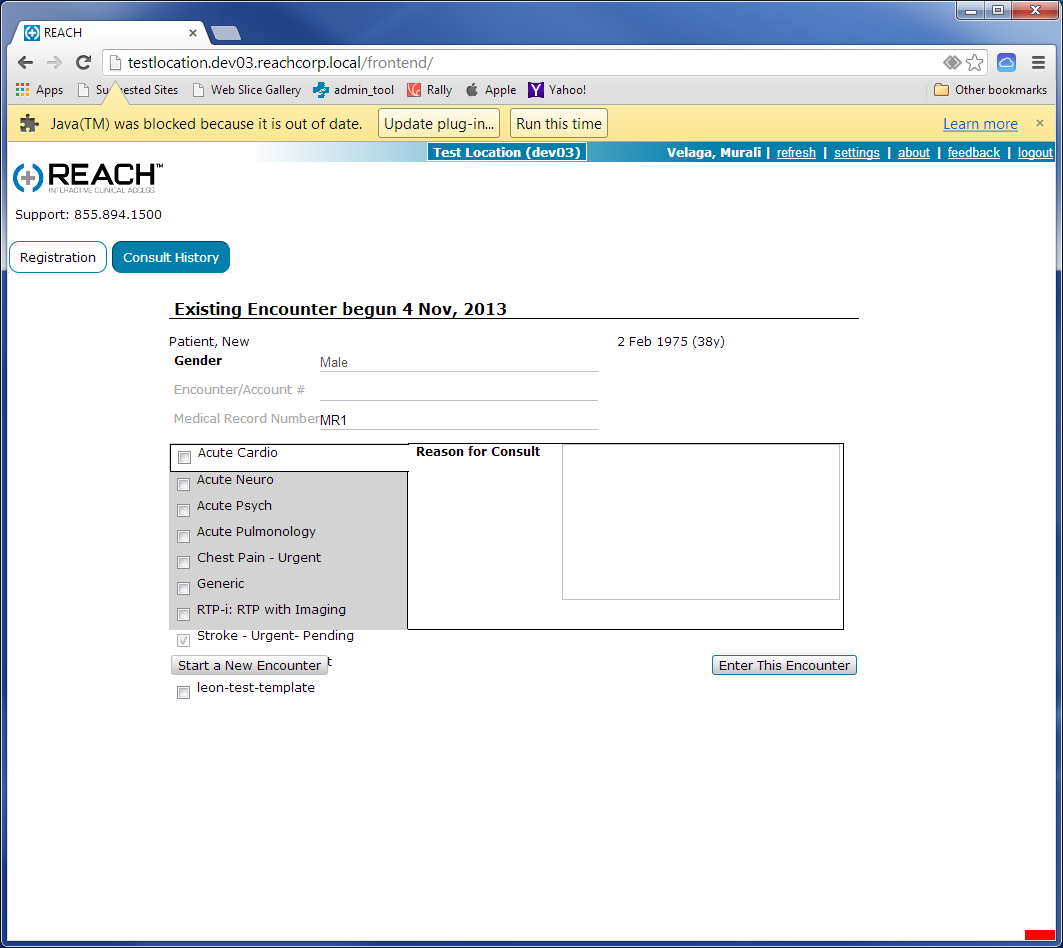 REACH
testlocation.dev03.reachcorp.local/frontend/
Apps Suggested Sites Web Slice Gallery admin_tool Rally Apple Yahoo! Other bookmarks
Java(TM) was blocked because it is out of date. Update plug-in... Run this time Learn more
Test Location (dev03) Velaga, Murali | refresh | settings | about | feedback | logout
REACH™
INTERACTIVE CLINICAL ACCESS
Support: 855.894.1500
Registration Consult History
Existing Encounter begun 4 Nov, 2013
Patient, New 2 Feb 1975 (38y)
Gender Male
Encounter/Account #
Medical Record Number MR1
Acute Cardio Reason for Consult
Acute Neuro
Acute Psych
Acute Pulmonology
Chest Pain - Urgent
Generic
RTP-i: RTP with Imaging
Stroke - Urgent- Pending
Start a New Encounter Enter This Encounter
leon-test-template